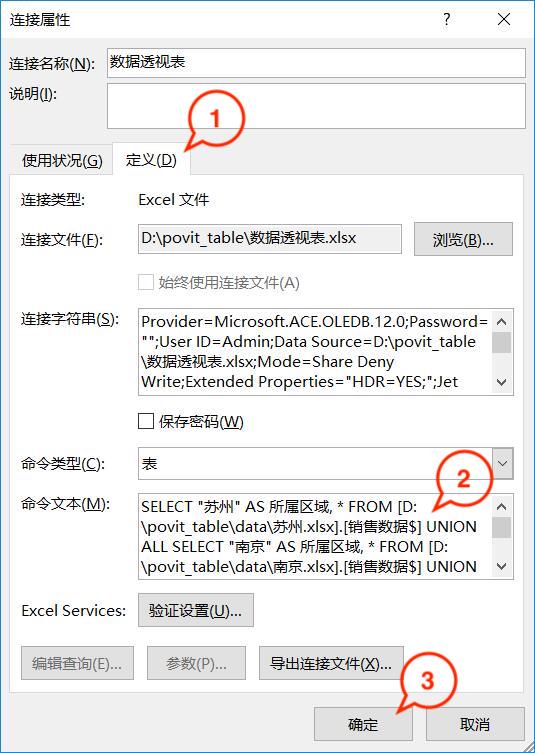 连接属性
?
连接名称(N):
数据透视表
说明(I):
1
使用状况(G)
定义(D)
连接类型:
Excel 文件
连接文件(F):
D:\povit_table\数据透视表.xlsx
浏览(B)...
始终使用连接文件(A)
连接字符串(S):
Provider=Microsoft.ACE.OLEDB.12.0;Password=
"";User ID=Admin;Data Source=D:\povit_table
\数据透视表.xlsx;Mode=Share Deny
Write;Extended Properties="HDR=YES;";Jet
保存密码(W)
命令类型(C):
表
2
命令文本(M):
SELECT "苏州" AS 所属区域, * FROM [D:
\povit_table\data\苏州.xlsx].[销售数据$] UNION
ALL SELECT "南京" AS 所属区域, * FROM [D:
\povit_table\data\南京.xlsx].[销售数据$] UNION
Excel Services:
验证设置(U)...
编辑查询(E)...
参数(P)...
导出连接文件(X)...
3
确定
取消